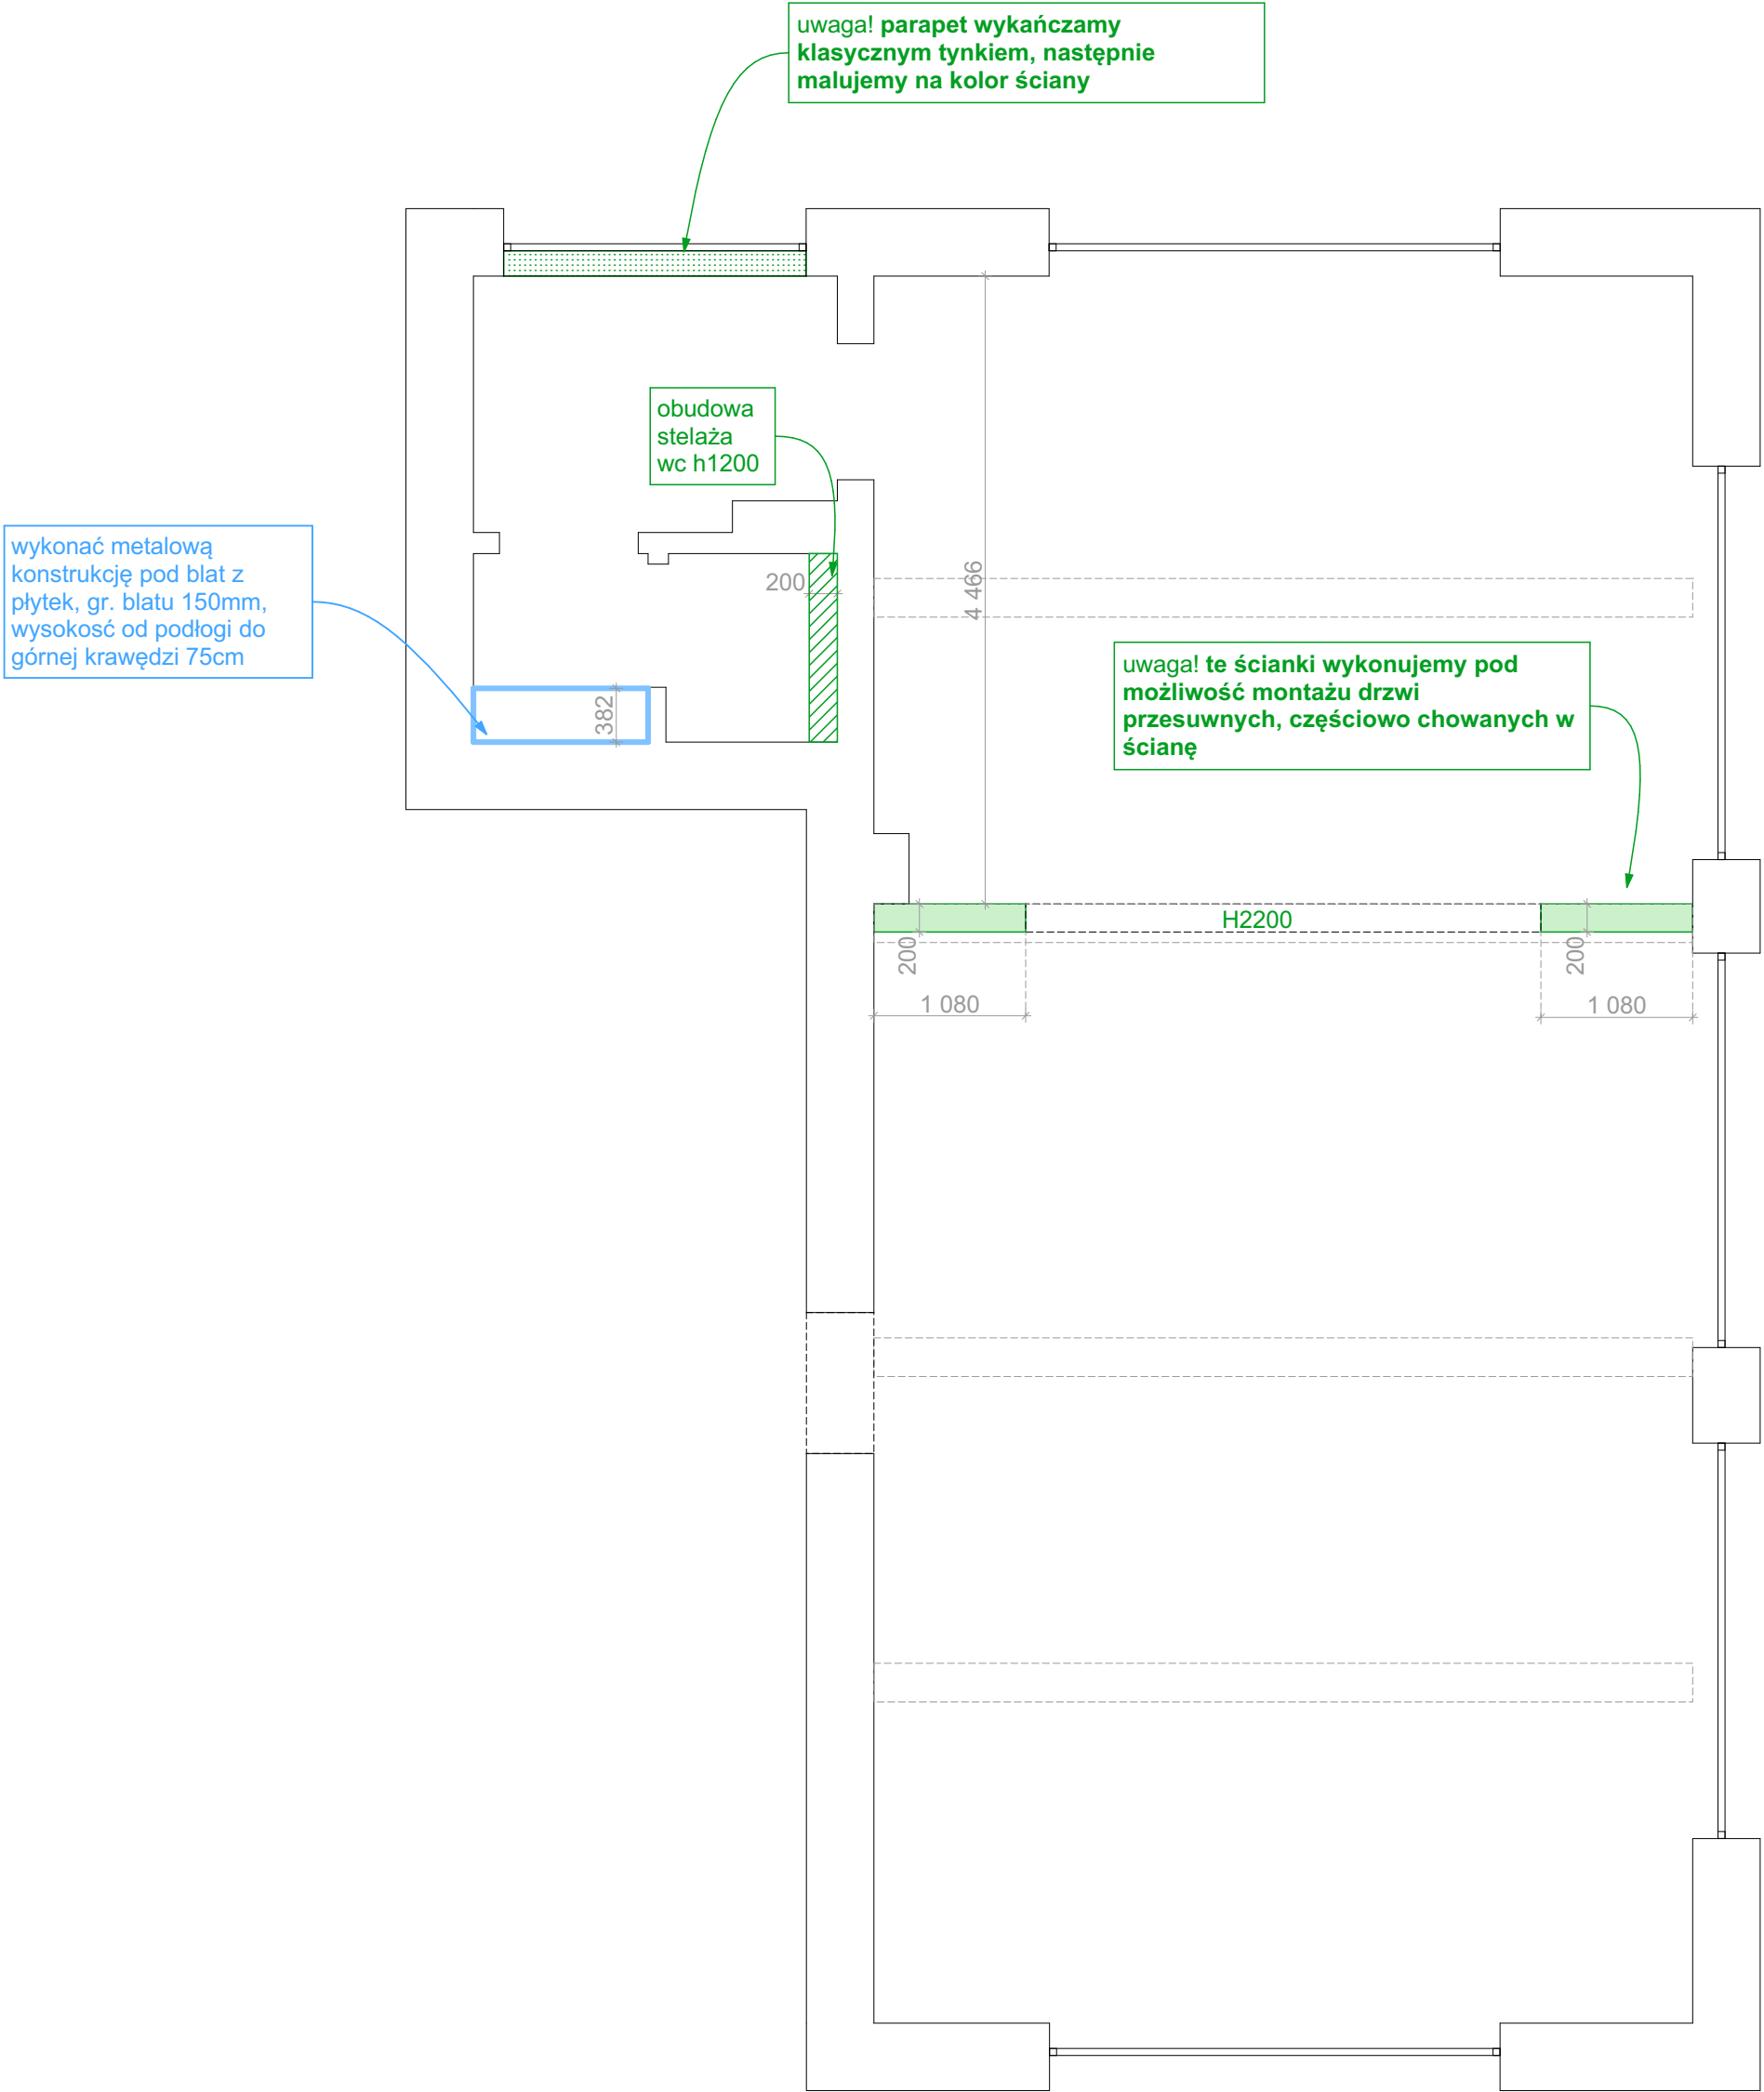 uwaga! parapet wykańczamy
klasycznym tynkiem, następnie
malujemy na kolor ściany
obudowa
stelaża
wc h1200
wykonać metalową
konstrukcję pod blat z
płytek, gr. blatu 150mm,
wysokosć od podłogi do
górnej krawędzi 75cm
200
4 466
uwaga! te ścianki wykonujemy pod
możliwość montażu drzwi
przesuwnych, częściowo chowanych w
ścianę
382
H2200
200
200
1 080
1 080